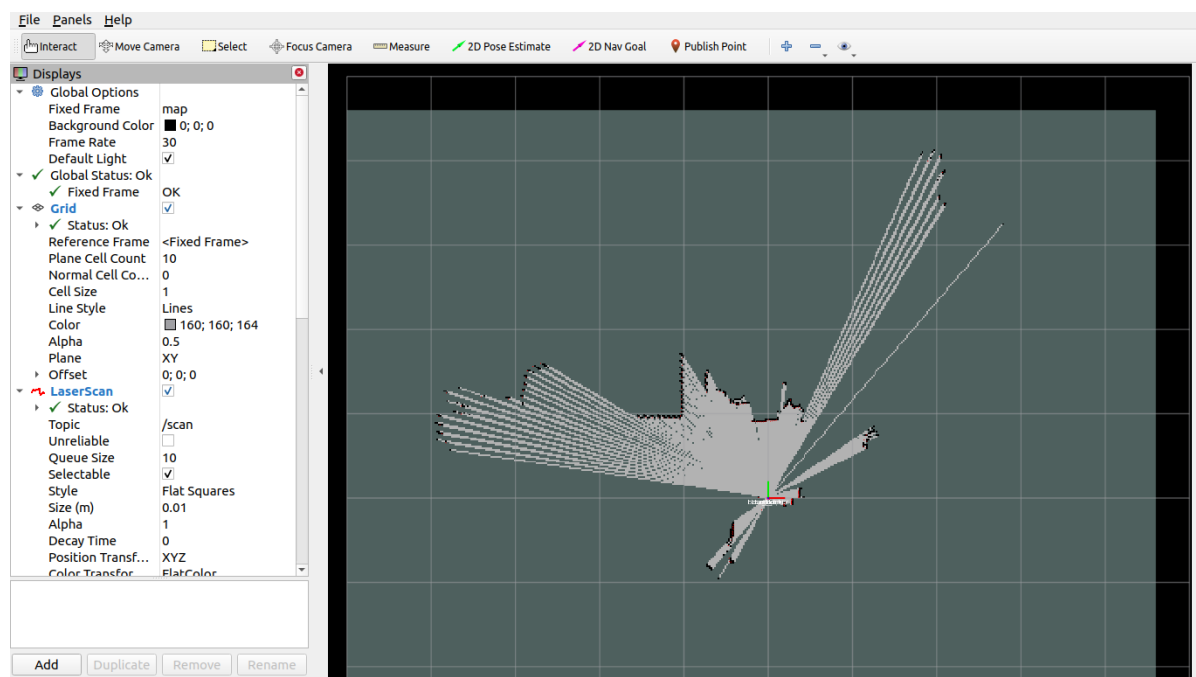 File Panels Help
Interact Move Camera Select Focus Camera Measure 2D Pose Estimate 2D Nav Goal Publish Point
Displays
Global Options
Fixed Frame map
Background Color 0; 0; 0
Frame Rate 30
Default Light
Global Status: Ok
Fixed Frame OK
Grid
Status: Ok
Reference Frame <Fixed Frame>
Plane Cell Count 10
Normal Cell Co... 0
Cell Size 1
Line Style Lines
Color 160; 160; 164
Alpha 0.5
Plane XY
Offset 0; 0; 0
LaserScan
Status: Ok
Topic /scan
Unreliable
Queue Size 10
Selectable
Style Flat Squares
Size (m) 0.01
Alpha 1
Decay Time 0
Position Transf... XYZ
Color Transfor FlatColor
Add Duplicate Remove Rename